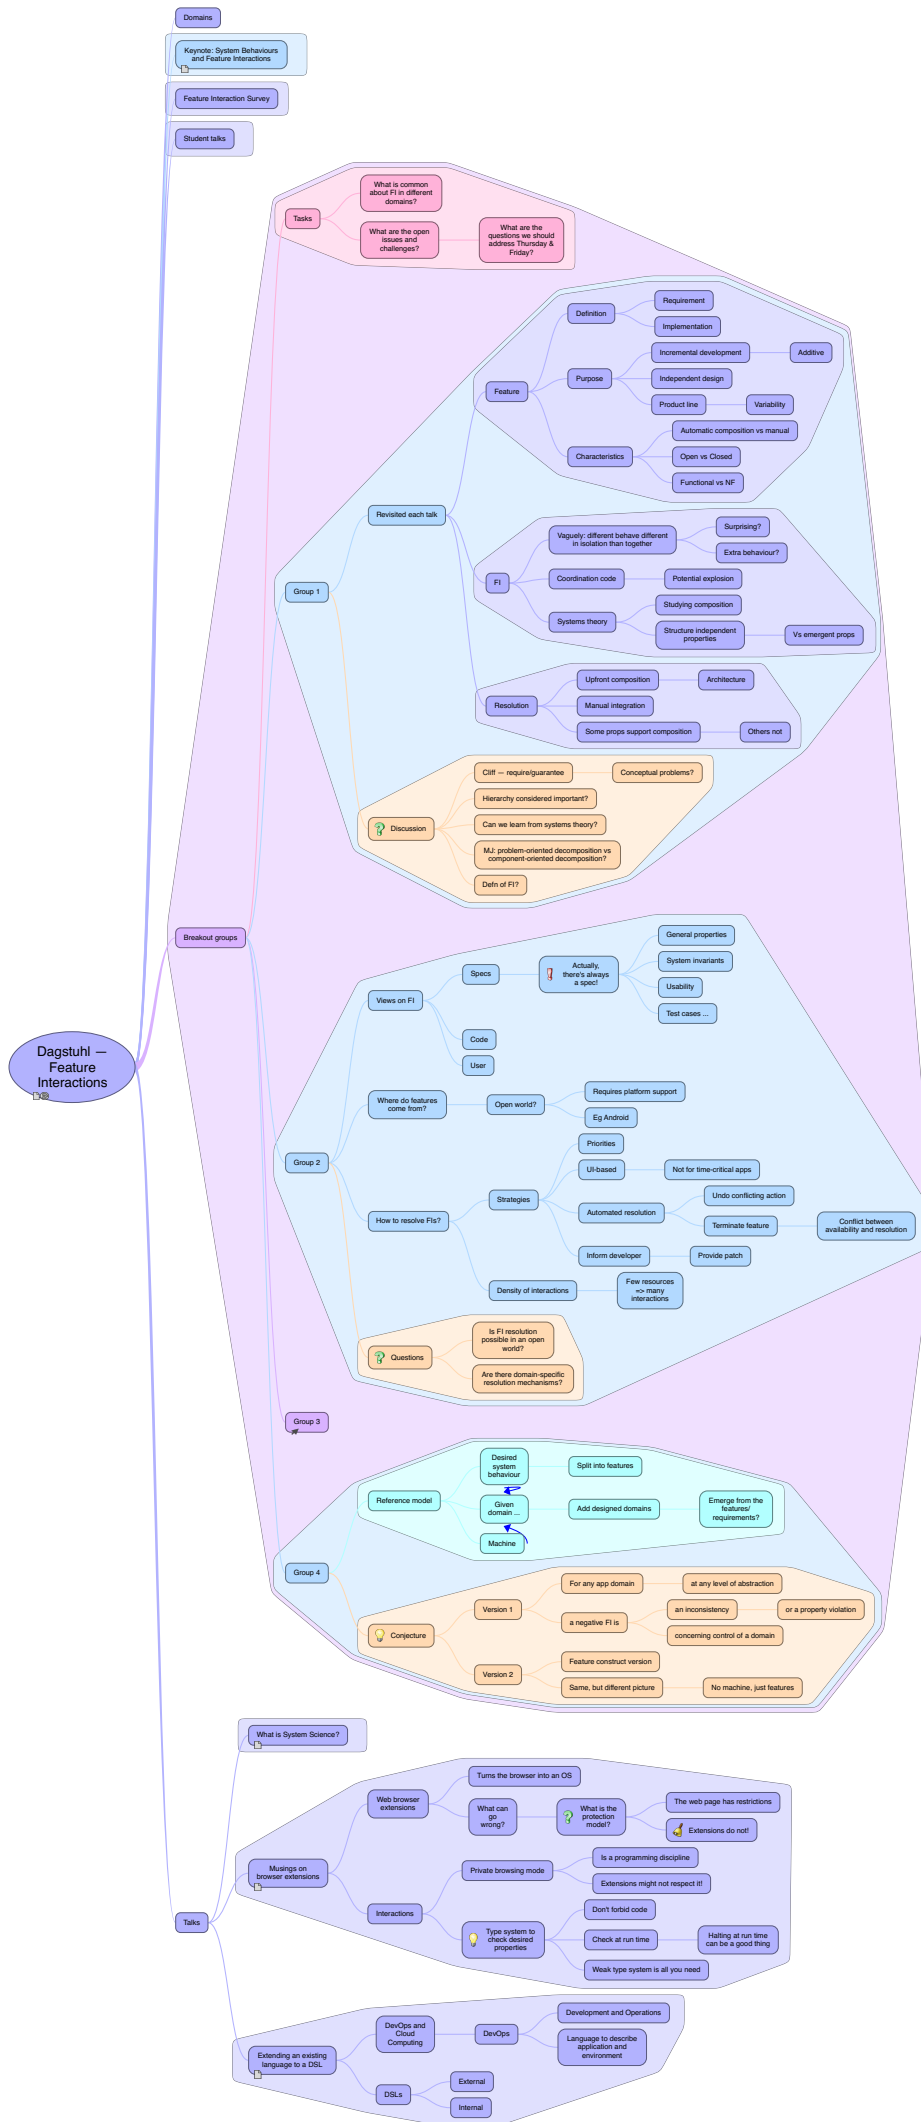 Domains
Keynote: System Behaviours
and Feature Interactions
Feature Interaction Survey
Student talks
Tasks
What is common
about FI in different
domains?
What are the open
issues and
challenges?
What are the
questions we should
address Thursday &
Friday?
Breakout groups
Group 1
Revisited each talk
Feature
Definition
Requirement
Implementation
Purpose
Incremental development
Additive
Independent design
Product line
Variability
Characteristics
Automatic composition vs manual
Open vs Closed
Functional vs NF
FI
Vaguely: different behave different
in isolation than together
Surprising?
Extra behaviour?
Coordination code
Potential explosion
Systems theory
Studying composition
Structure independent
properties
Vs emergent props
Resolution
Upfront composition
Architecture
Manual integration
Some props support composition
Others not
Discussion
Cliff — require/guarantee
Conceptual problems?
Hierarchy considered important?
Can we learn from systems theory?
MJ: problem-oriented decomposition vs
component-oriented decomposition?
Defn of FI?
Dagstuhl —
Feature
Interactions
Group 2
Views on FI
Specs
Actually,
there's always
a spec!
General properties
System invariants
Usability
Test cases ...
Code
User
Where do features
come from?
Open world?
Requires platform support
Eg Android
How to resolve FIs?
Strategies
Priorities
UI-based
Not for time-critical apps
Automated resolution
Undo conflicting action
Terminate feature
Conflict between
availability and resolution
Inform developer
Provide patch
Density of interactions
Few resources
=> many
interactions
Questions
Is FI resolution
possible in an open
world?
Are there domain-specific
resolution mechanisms?
Group 3
Group 4
Reference model
Desired
system
behaviour
Split into features
Given
domain ...
Add designed domains
Emerge from the
features/
requirements?
Machine
Conjecture
Version 1
For any app domain
at any level of abstraction
a negative FI is
an inconsistency
or a property violation
concerning control of a domain
Version 2
Feature construct version
Same, but different picture
No machine, just features
Talks
What is System Science?
Musings on
browser extensions
Web browser
extensions
Turns the browser into an OS
What can
go
wrong?
What is the
protection
model?
The web page has restrictions
Extensions do not!
Interactions
Private browsing mode
Is a programming discipline
Extensions might not respect it!
Type system to
check desired
properties
Don't forbid code
Check at run time
Halting at run time
can be a good thing
Weak type system is all you need
Extending an existing
language to a DSL
DevOps and
Cloud
Computing
DevOps
Development and Operations
Language to describe
application and
environment
DSLs
External
Internal